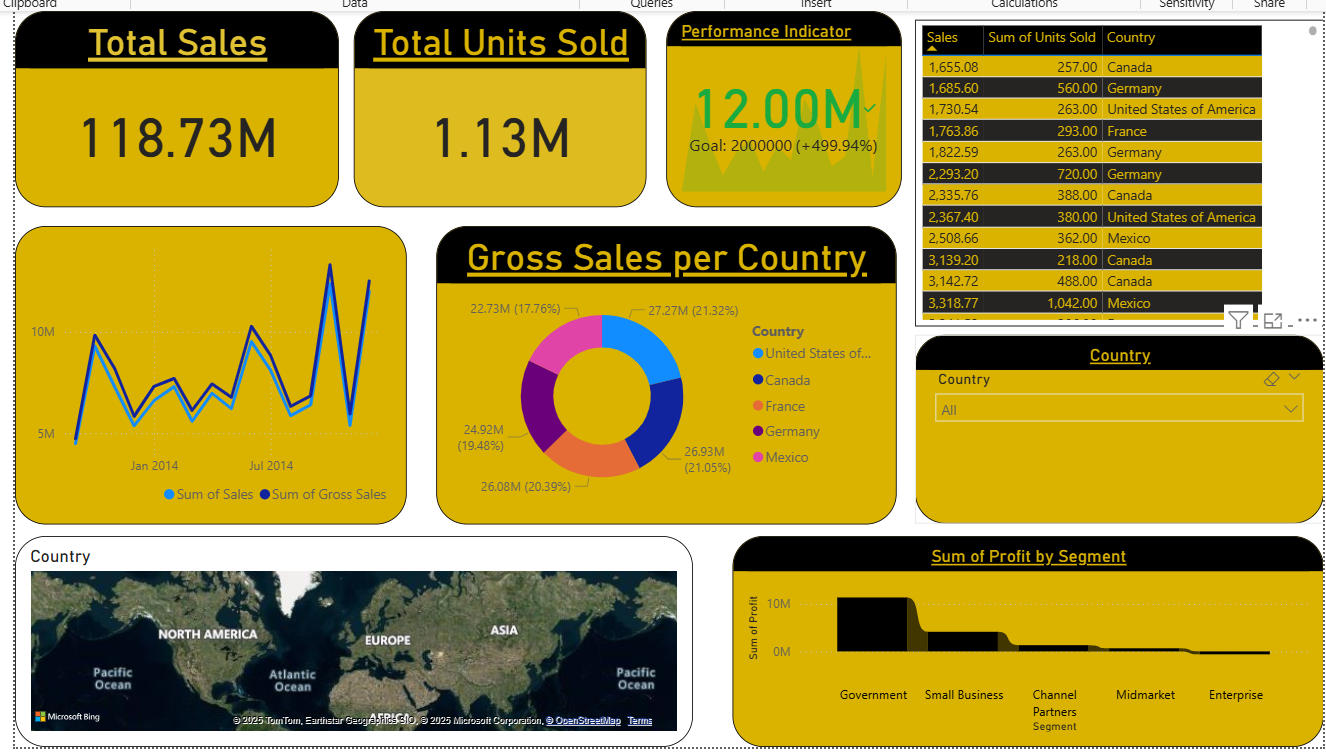 Clipboard Data Queries Insert Calculations Sensitivity Share
Total Sales
118.73M
Total Units Sold
1.13M
Performance Indicator
12.00M
Goal: 2000000 (+499.94%)
Sales Sum of Units Sold Country
1,655.08 257.00 Canada
1,685.60 560.00 Germany
1,730.54 263.00 United States of America
1,763.86 293.00 France
1,822.59 263.00 Germany
2,293.20 720.00 Germany
2,335.76 388.00 Canada
2,367.40 380.00 United States of America
2,508.66 362.00 Mexico
3,139.20 218.00 Canada
3,142.72 488.00 Canada
3,318.77 1,042.00 Mexico
10M
5M
Jan 2014 Jul 2014
Sum of Sales Sum of Gross Sales
Gross Sales per Country
22.73M (17.76%)
27.27M (21.32%)
24.92M
(19.48%)
26.93M
(21.05%)
26.08M (20.39%)
Country
United States of...
Canada
France
Germany
Mexico
Country
Country
All
Country
NORTH AMERICA
EUROPE
ASIA
AFRICA
Pacific
Ocean
Atlantic
Ocean
Pacific
Ocean
Microsoft Bing
© 2025 TomTom, Earthstar Geographics SIO, © 2025 Microsoft Corporation, © OpenStreetMap Terms
Sum of Profit by Segment
Sum of Profit
10M
0M
Government
Small Business
Channel
Partners
Midmarket
Enterprise
Segment